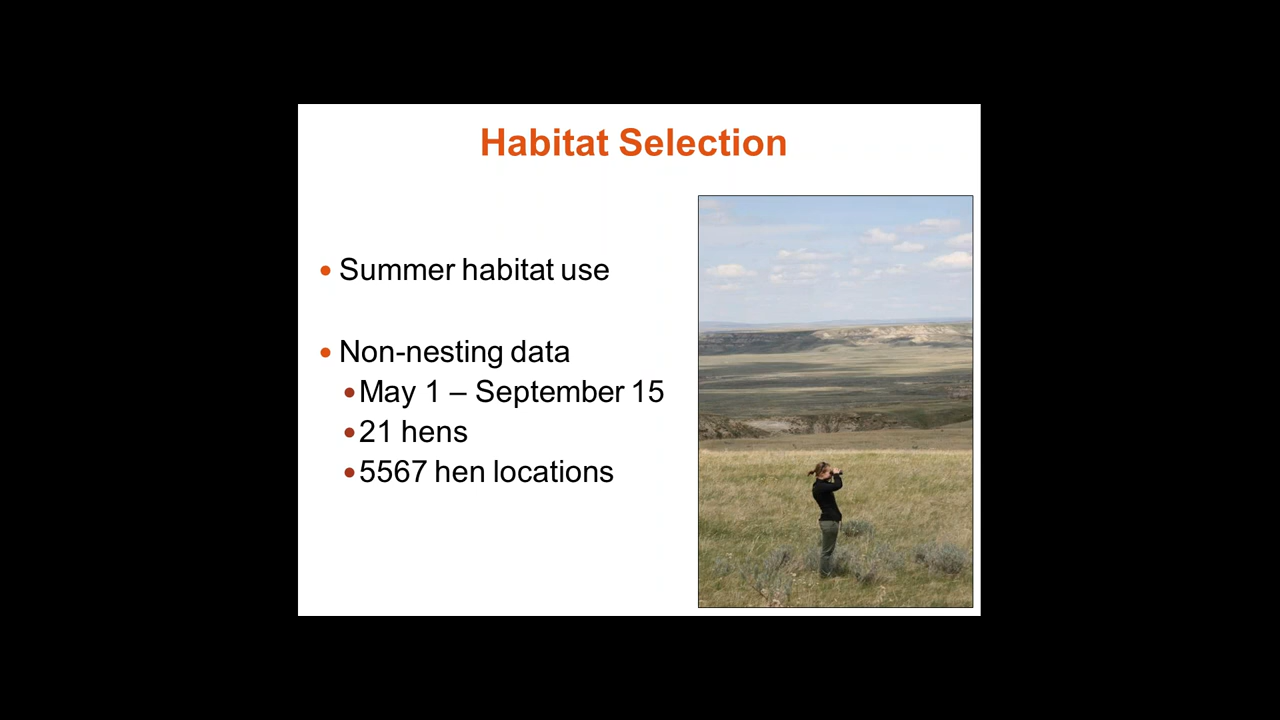 Habitat Selection
• Summer habitat use
• Non-nesting data
• May 1 – September 15
• 21 hens
• 5567 hen locations